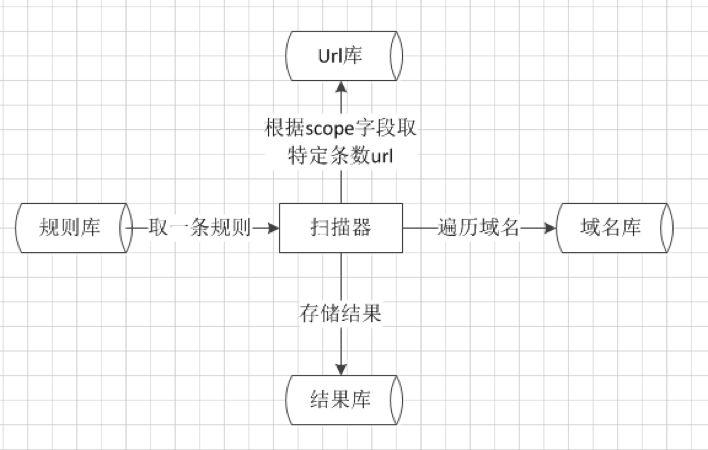 Url库
根据scope字段取
特定条数url
规则库
取一条规则
扫描器
遍历域名
域名库
存储结果
结果库